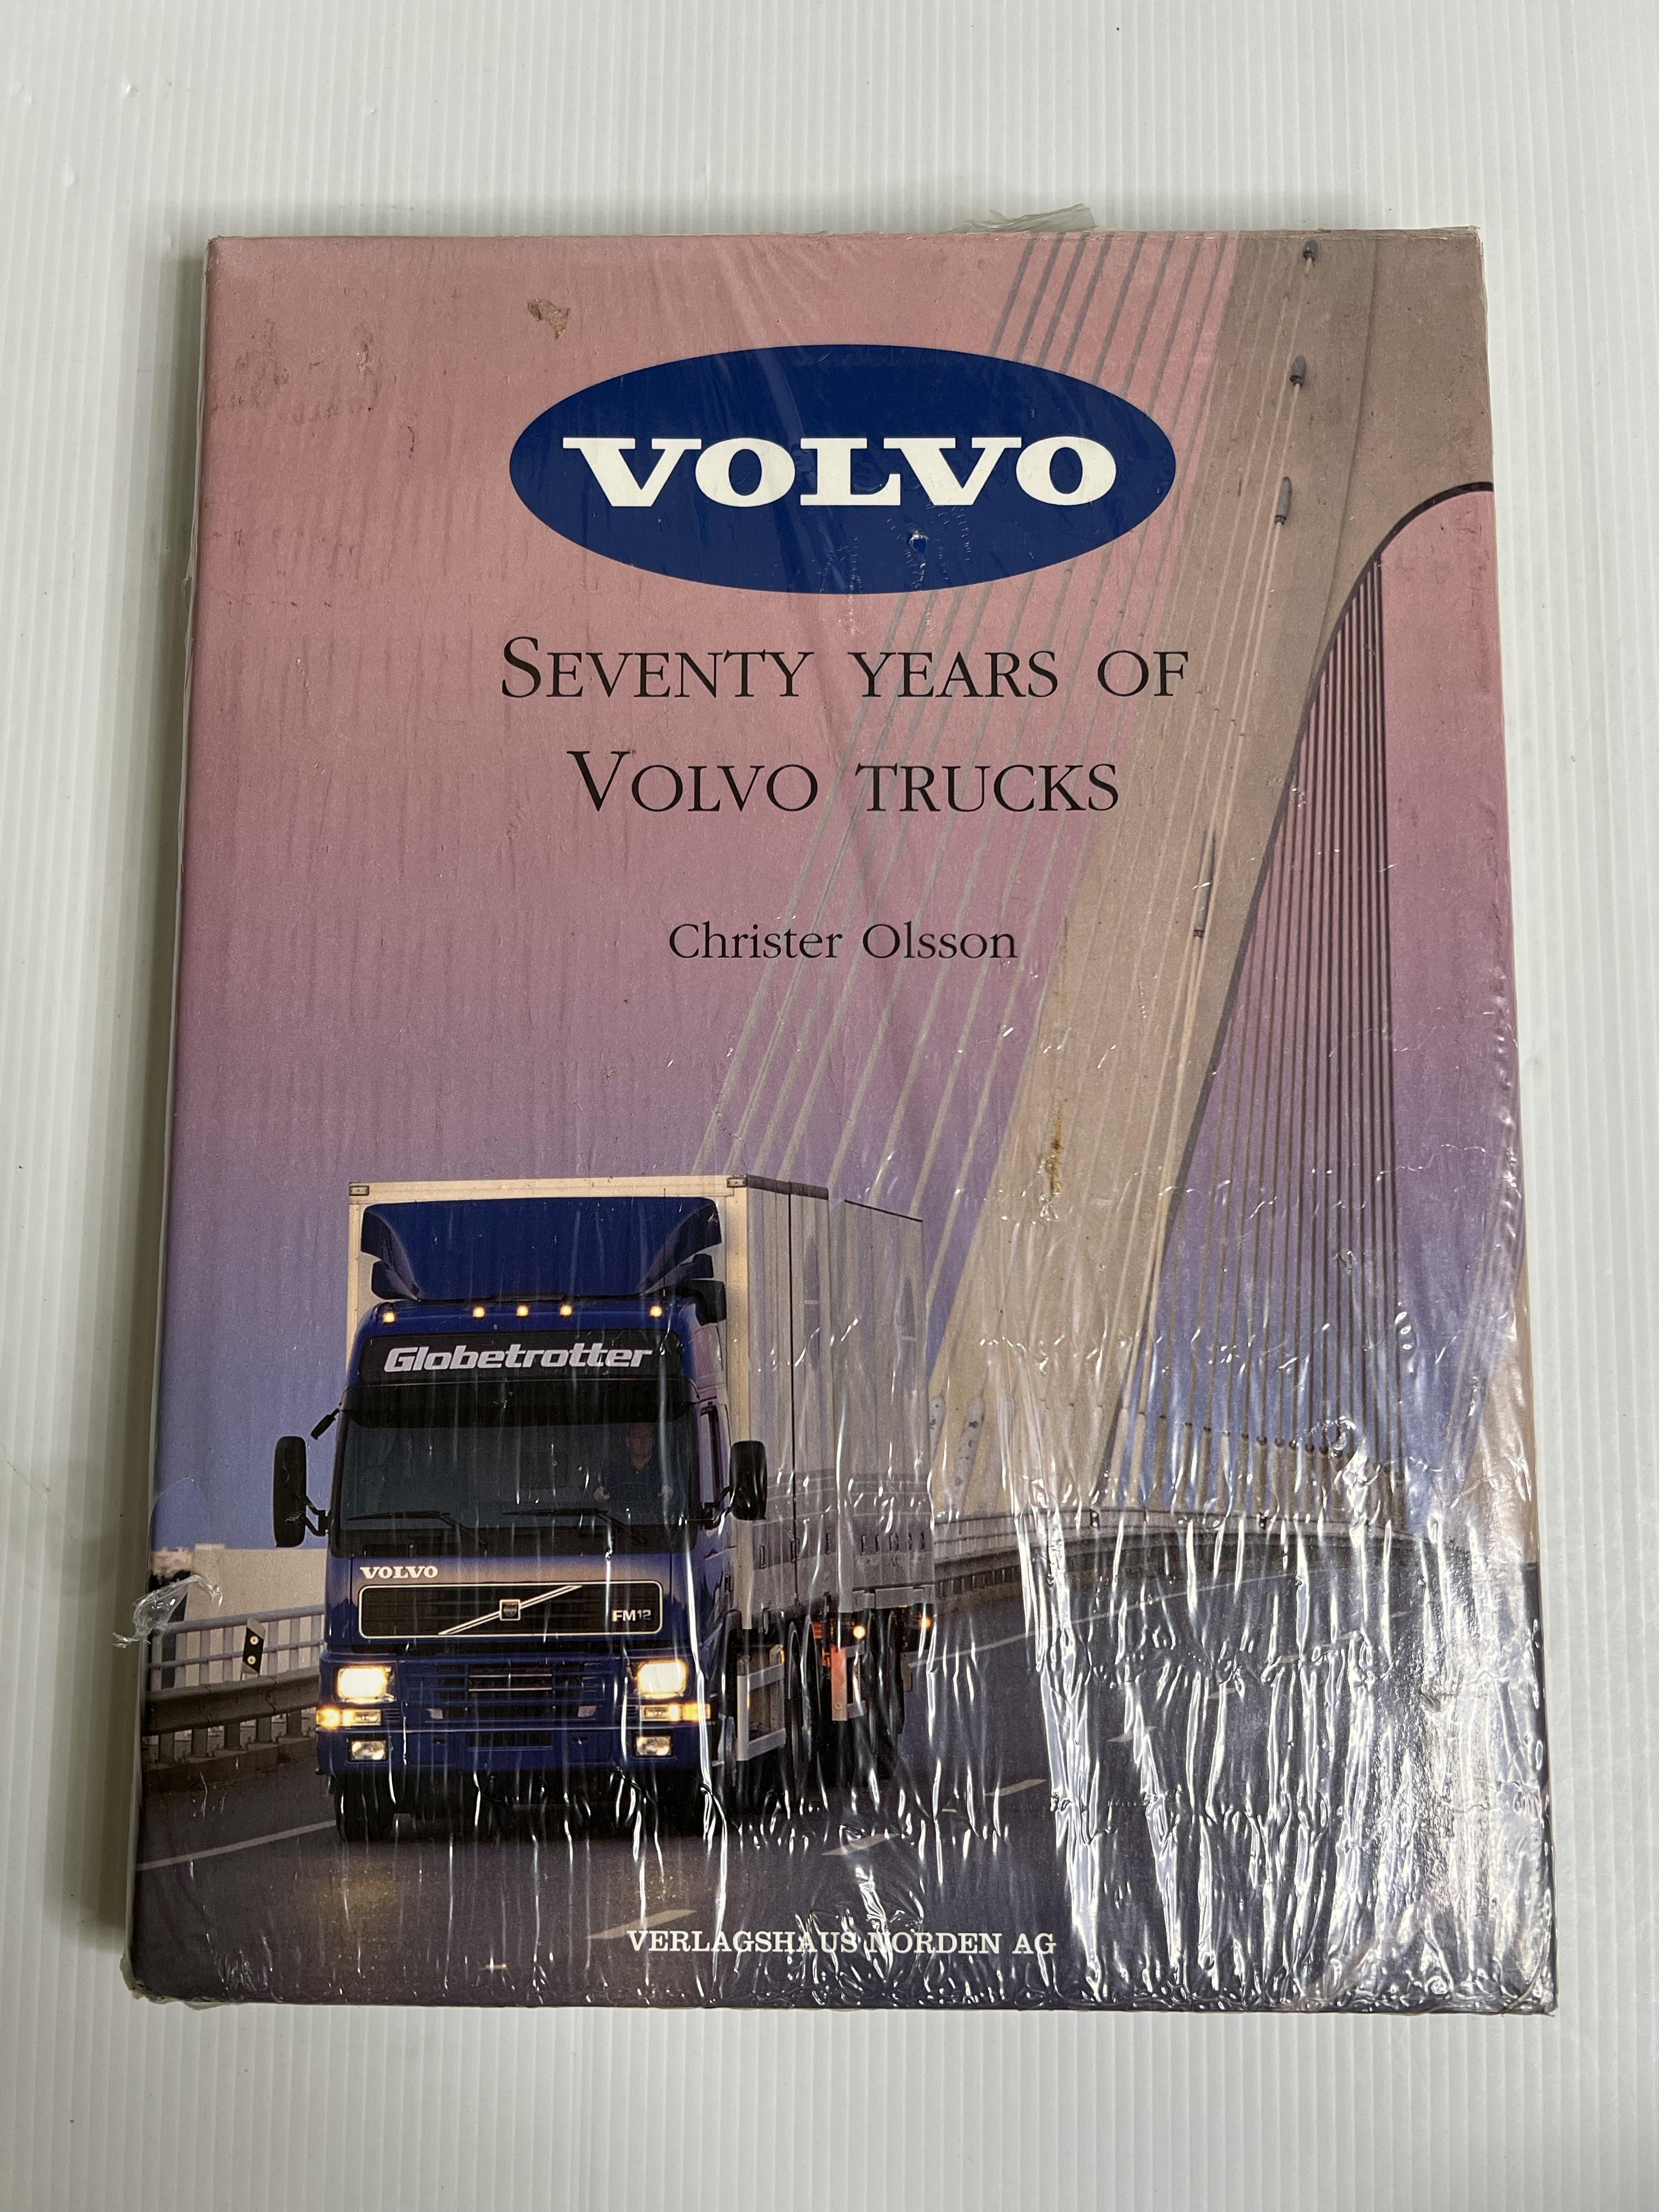 VOLVO
SEVENTY YEARS OF
VOLVO TRUCKS
Christer Olsson
Globetrotter
VOLVO
FM12
VERLAGSHAUS NORDEN AG